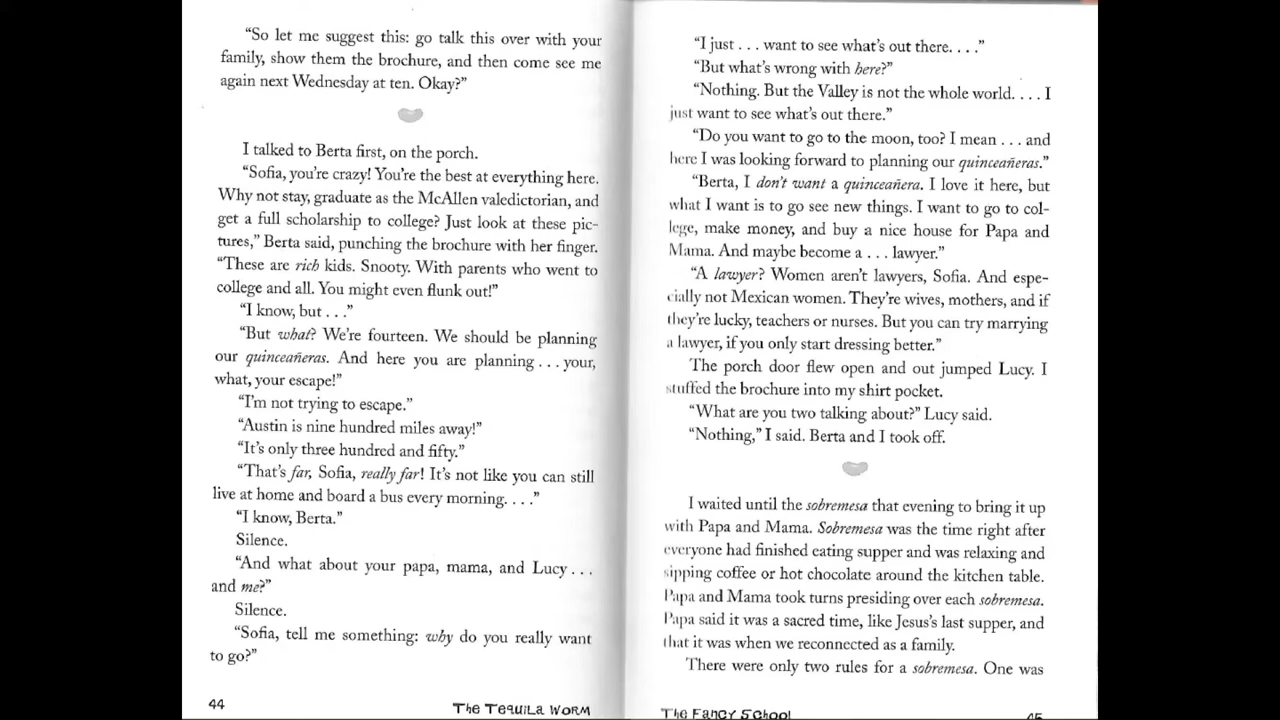 “So let me suggest this: go talk this over with your
family, show them the brochure, and then come see me
again next Wednesday at ten. Okay?”
I talked to Berta first, on the porch.
“Sofia, you’re crazy! You’re the best at everything here.
Why not stay, graduate as the McAllen valedictorian, and
get a full scholarship to college? Just look at these pic-
tures,” Berta said, punching the brochure with her finger.
“These are rich kids. Snooty. With parents who went to
college and all. You might even flunk out!”
“I know, but . . .”
“But what? We’re fourteen. We should be planning
our quinceañeras. And here you are planning . . . your,
what, your escape!”
“I’m not trying to escape.”
“Austin is nine hundred miles away!”
“It’s only three hundred and fifty.”
“That’s far, Sofia, really far! It’s not like you can still
live at home and board a bus every morning. . . .”
“I know, Berta.”
Silence.
“And what about your papa, mama, and Lucy . . .
and me?”
Silence.
“Sofia, tell me something: why do you really want
to go?”
44
The Tequila Worm
“I just . . . want to see what’s out there. . . .”
“But what’s wrong with here?”
“Nothing. But the Valley is not the whole world. . . . I
just want to see what’s out there.”
“Do you want to go to the moon, too? I mean . . . and
here I was looking forward to planning our quinceañeras.”
“Berta, I don’t want a quinceañera. I love it here, but
what I want is to go see new things. I want to go to col-
lege, make money, and buy a nice house for Papa and
Mama. And maybe become a . . . lawyer.”
“A lawyer? Women aren’t lawyers, Sofia. And espe-
cially not Mexican women. They’re wives, mothers, and if
they’re lucky, teachers or nurses. But you can try marrying
a lawyer, if you only start dressing better.”
The porch door flew open and out jumped Lucy. I
stuffed the brochure into my shirt pocket.
“What are you two talking about?” Lucy said.
“Nothing,” I said. Berta and I took off.
I waited until the sobremesa that evening to bring it up
with Papa and Mama. Sobremesa was the time right after
everyone had finished eating supper and was relaxing and
sipping coffee or hot chocolate around the kitchen table.
Papa and Mama took turns presiding over each sobremesa.
Papa said it was a sacred time, like Jesus’s last supper, and
that it was when we reconnected as a family.
There were only two rules for a sobremesa. One was
The Fancy School
45